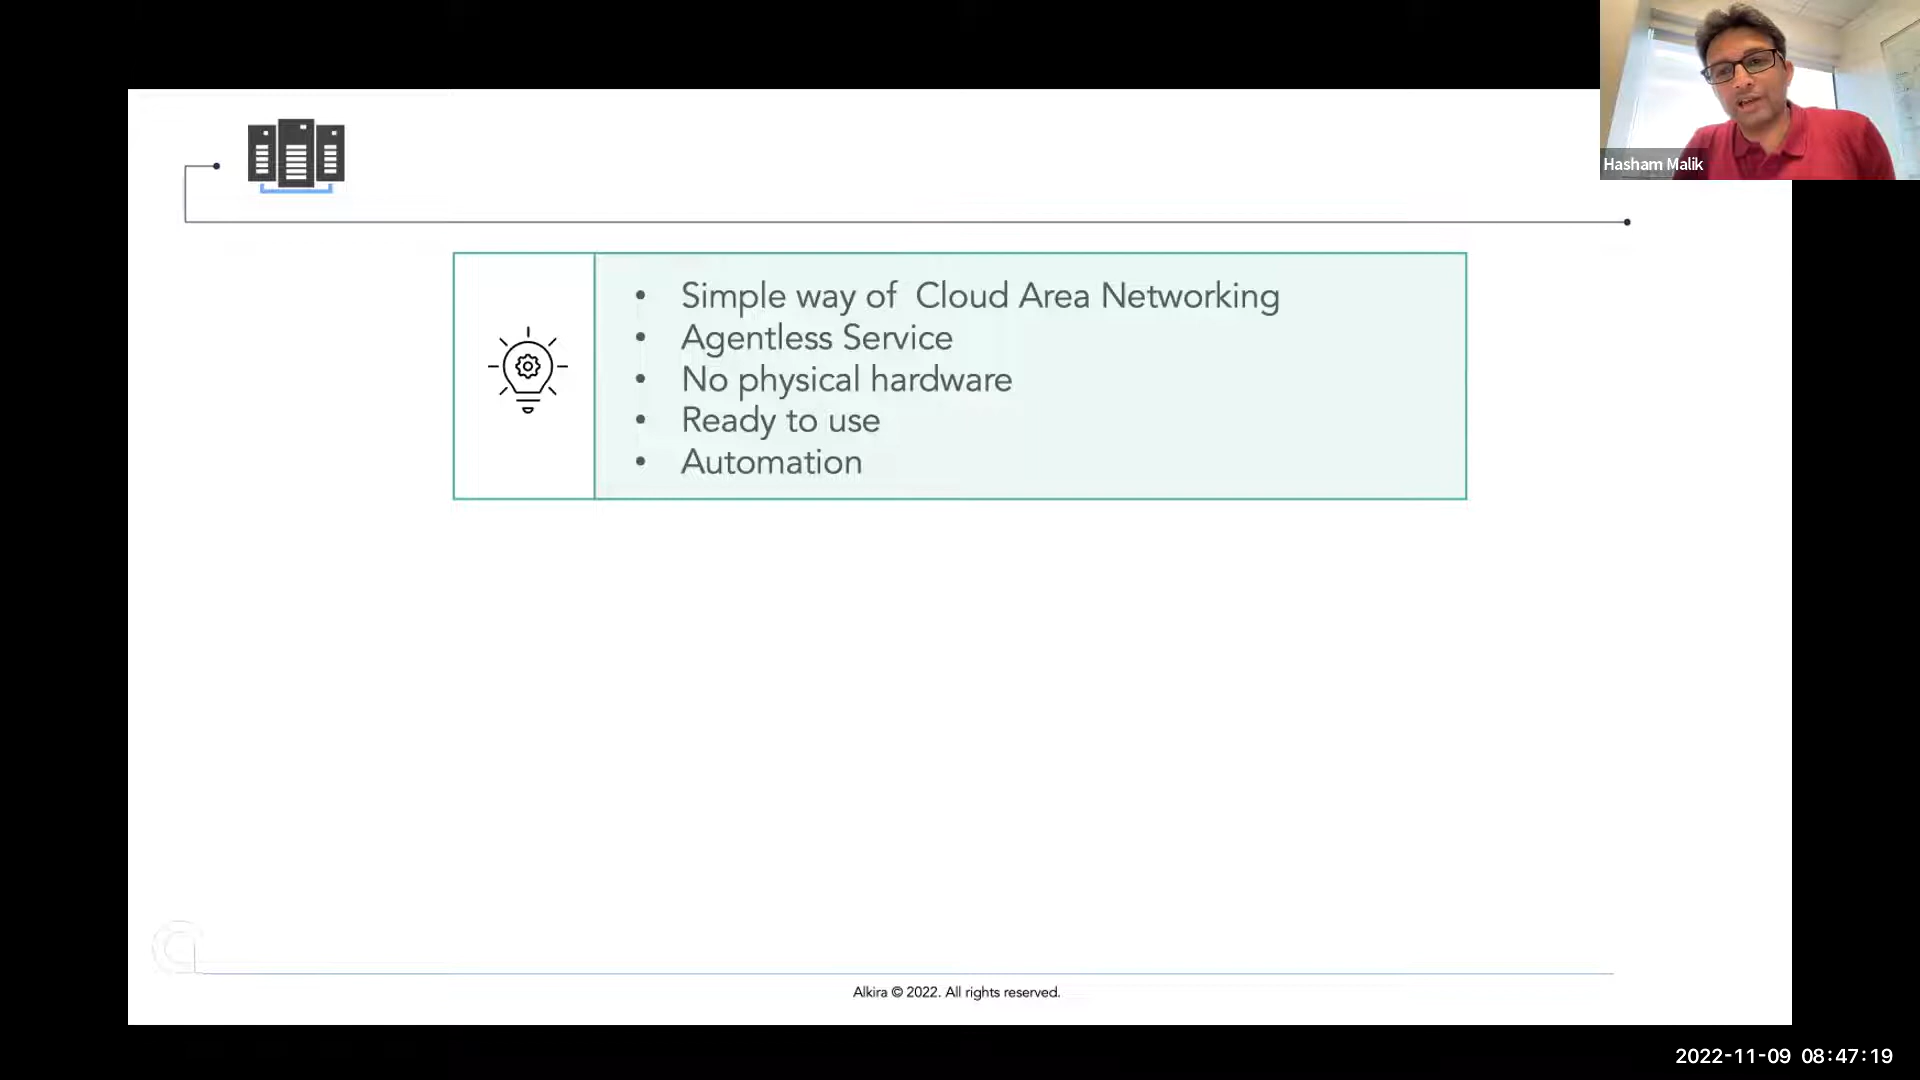 Hasham Malik
• Simple way of  Cloud Area Networking
• Agentless Service
• No physical hardware
• Ready to use
• Automation
Alkira © 2022. All rights reserved.
2022-11-09 08:47:19